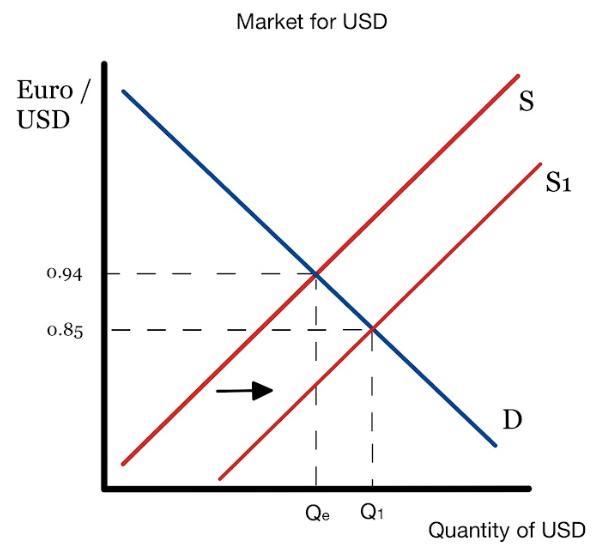 Market for USD
Euro /
USD
S
S1
0.94
0.85
D
Qe
Q1
Quantity of USD